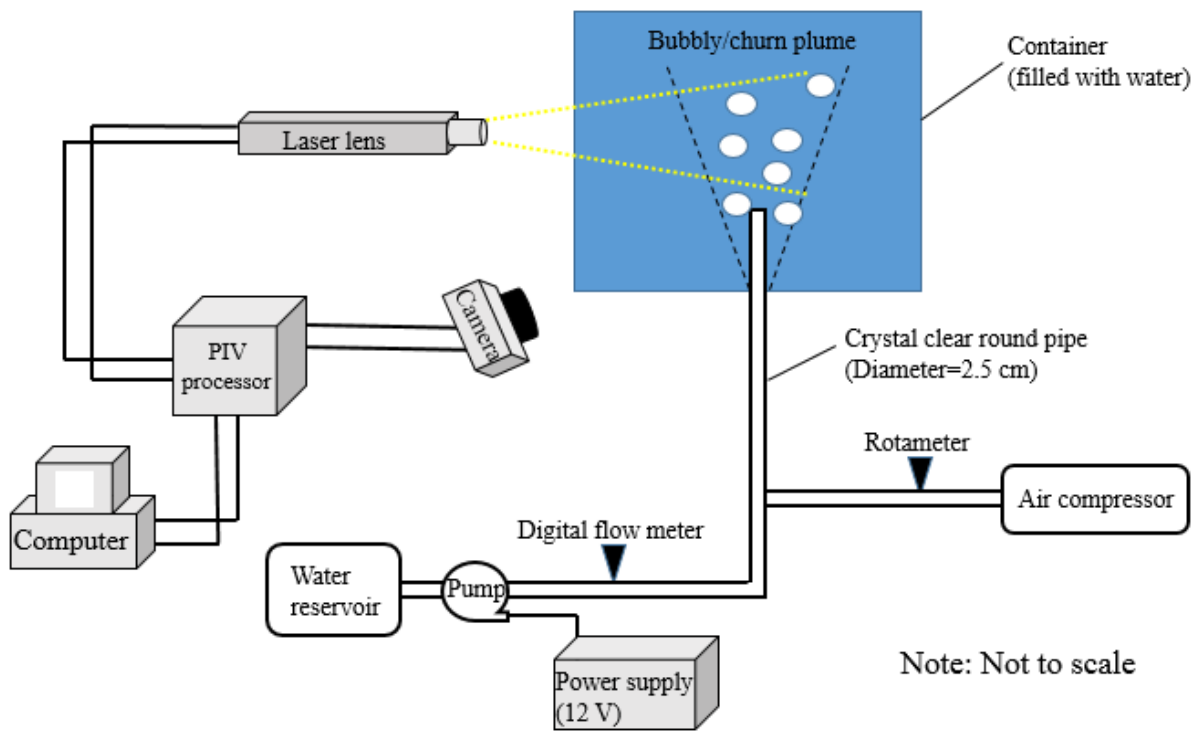 Bubbly/churn plume
Container
(filled with water)
Laser lens
Camera
PIV
processor
Crystal clear round pipe
(Diameter=2.5 cm)
Rotameter
Air compressor
Computer
Digital flow meter
Water
reservoir
Pump
Power supply
(12 V)
Note: Not to scale